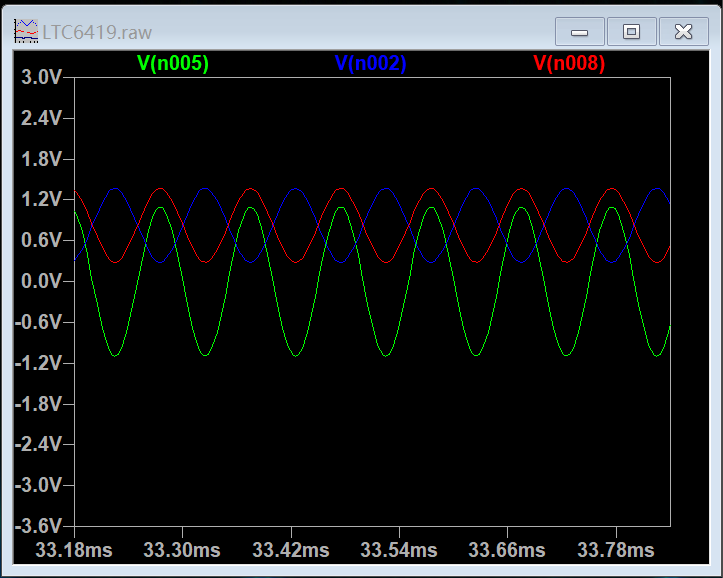 LTC6419.raw
V(n005) V(n002) V(n008)
3.0V
2.4V
1.8V
1.2V
0.6V
0.0V
-0.6V
-1.2V
-1.8V
-2.4V
-3.0V
-3.6V
33.18ms 33.30ms 33.42ms 33.54ms 33.66ms 33.78ms